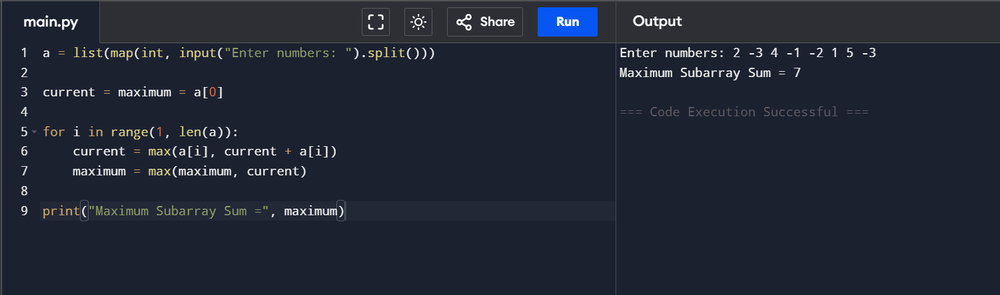 main.py
Share
Run
Output
1 a = list(map(int, input("Enter numbers: ").split()))
2
3 current = maximum = a[0]
4
5 for i in range(1, len(a)):
6     current = max(a[i], current + a[i])
7     maximum = max(maximum, current)
8
9 print("Maximum Subarray Sum =", maximum)
Enter numbers: 2 -3 4 -1 -2 1 5 -3
Maximum Subarray Sum = 7
=== Code Execution Successful ===